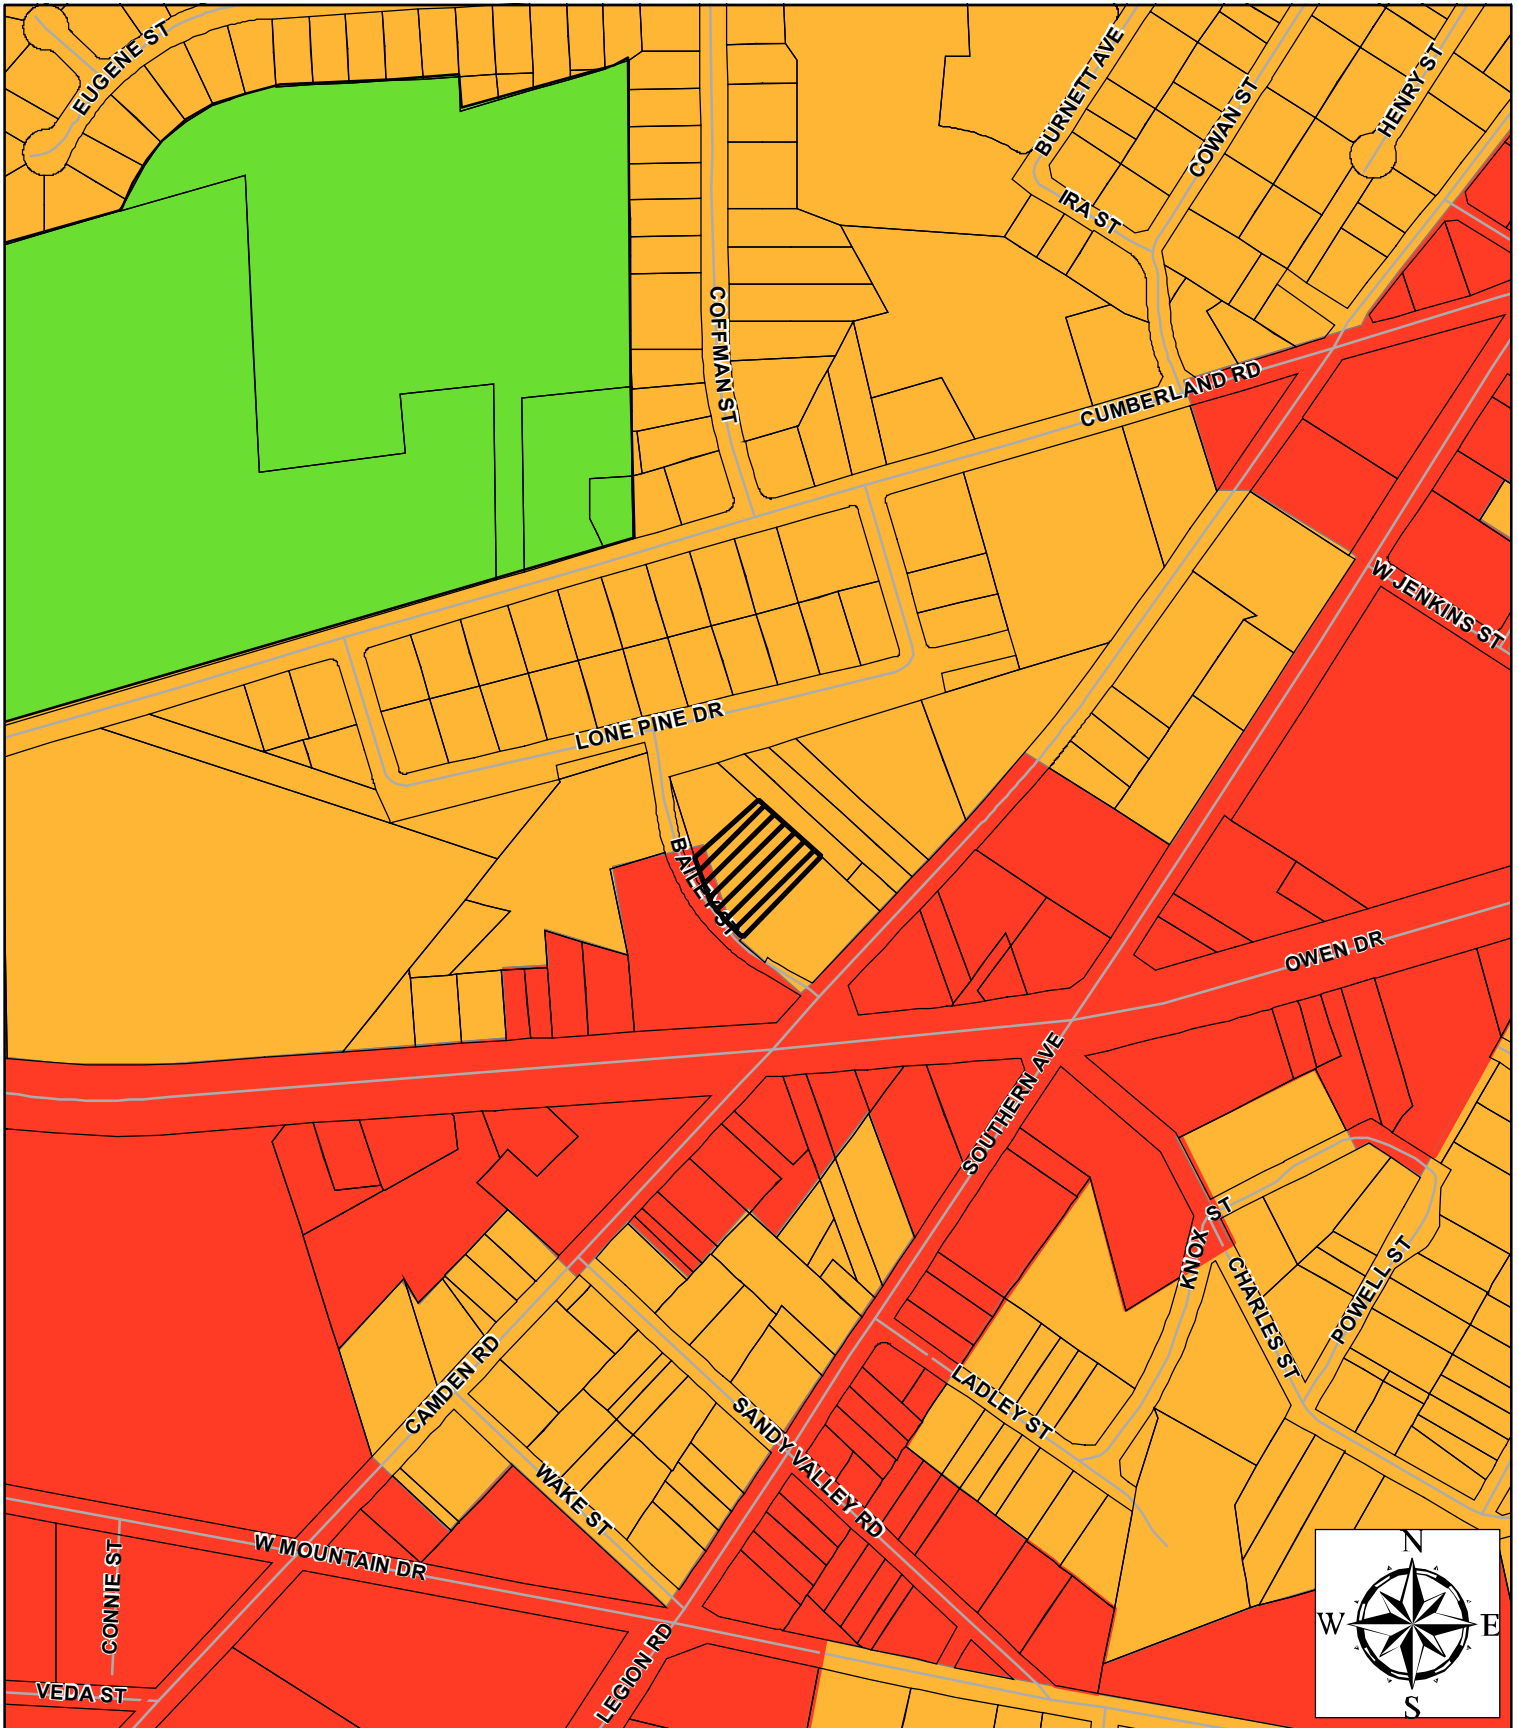 EUGENE ST
BURNETT AVE
COWAN ST
HENRY ST
IRA ST
COFFMAN ST
CUMBERLAND RD
W JENKINS ST
LONE PINE DR
BAILEY ST
OWEN DR
SOUTHERN AVE
KNOX ST
CHARLES ST
POWELL ST
CAMDEN RD
LADLEY ST
SANDY VALLEY RD
WAKE ST
W MOUNTAIN DR
CONNIE ST
LEGION RD
VEDA ST
N
W E
S